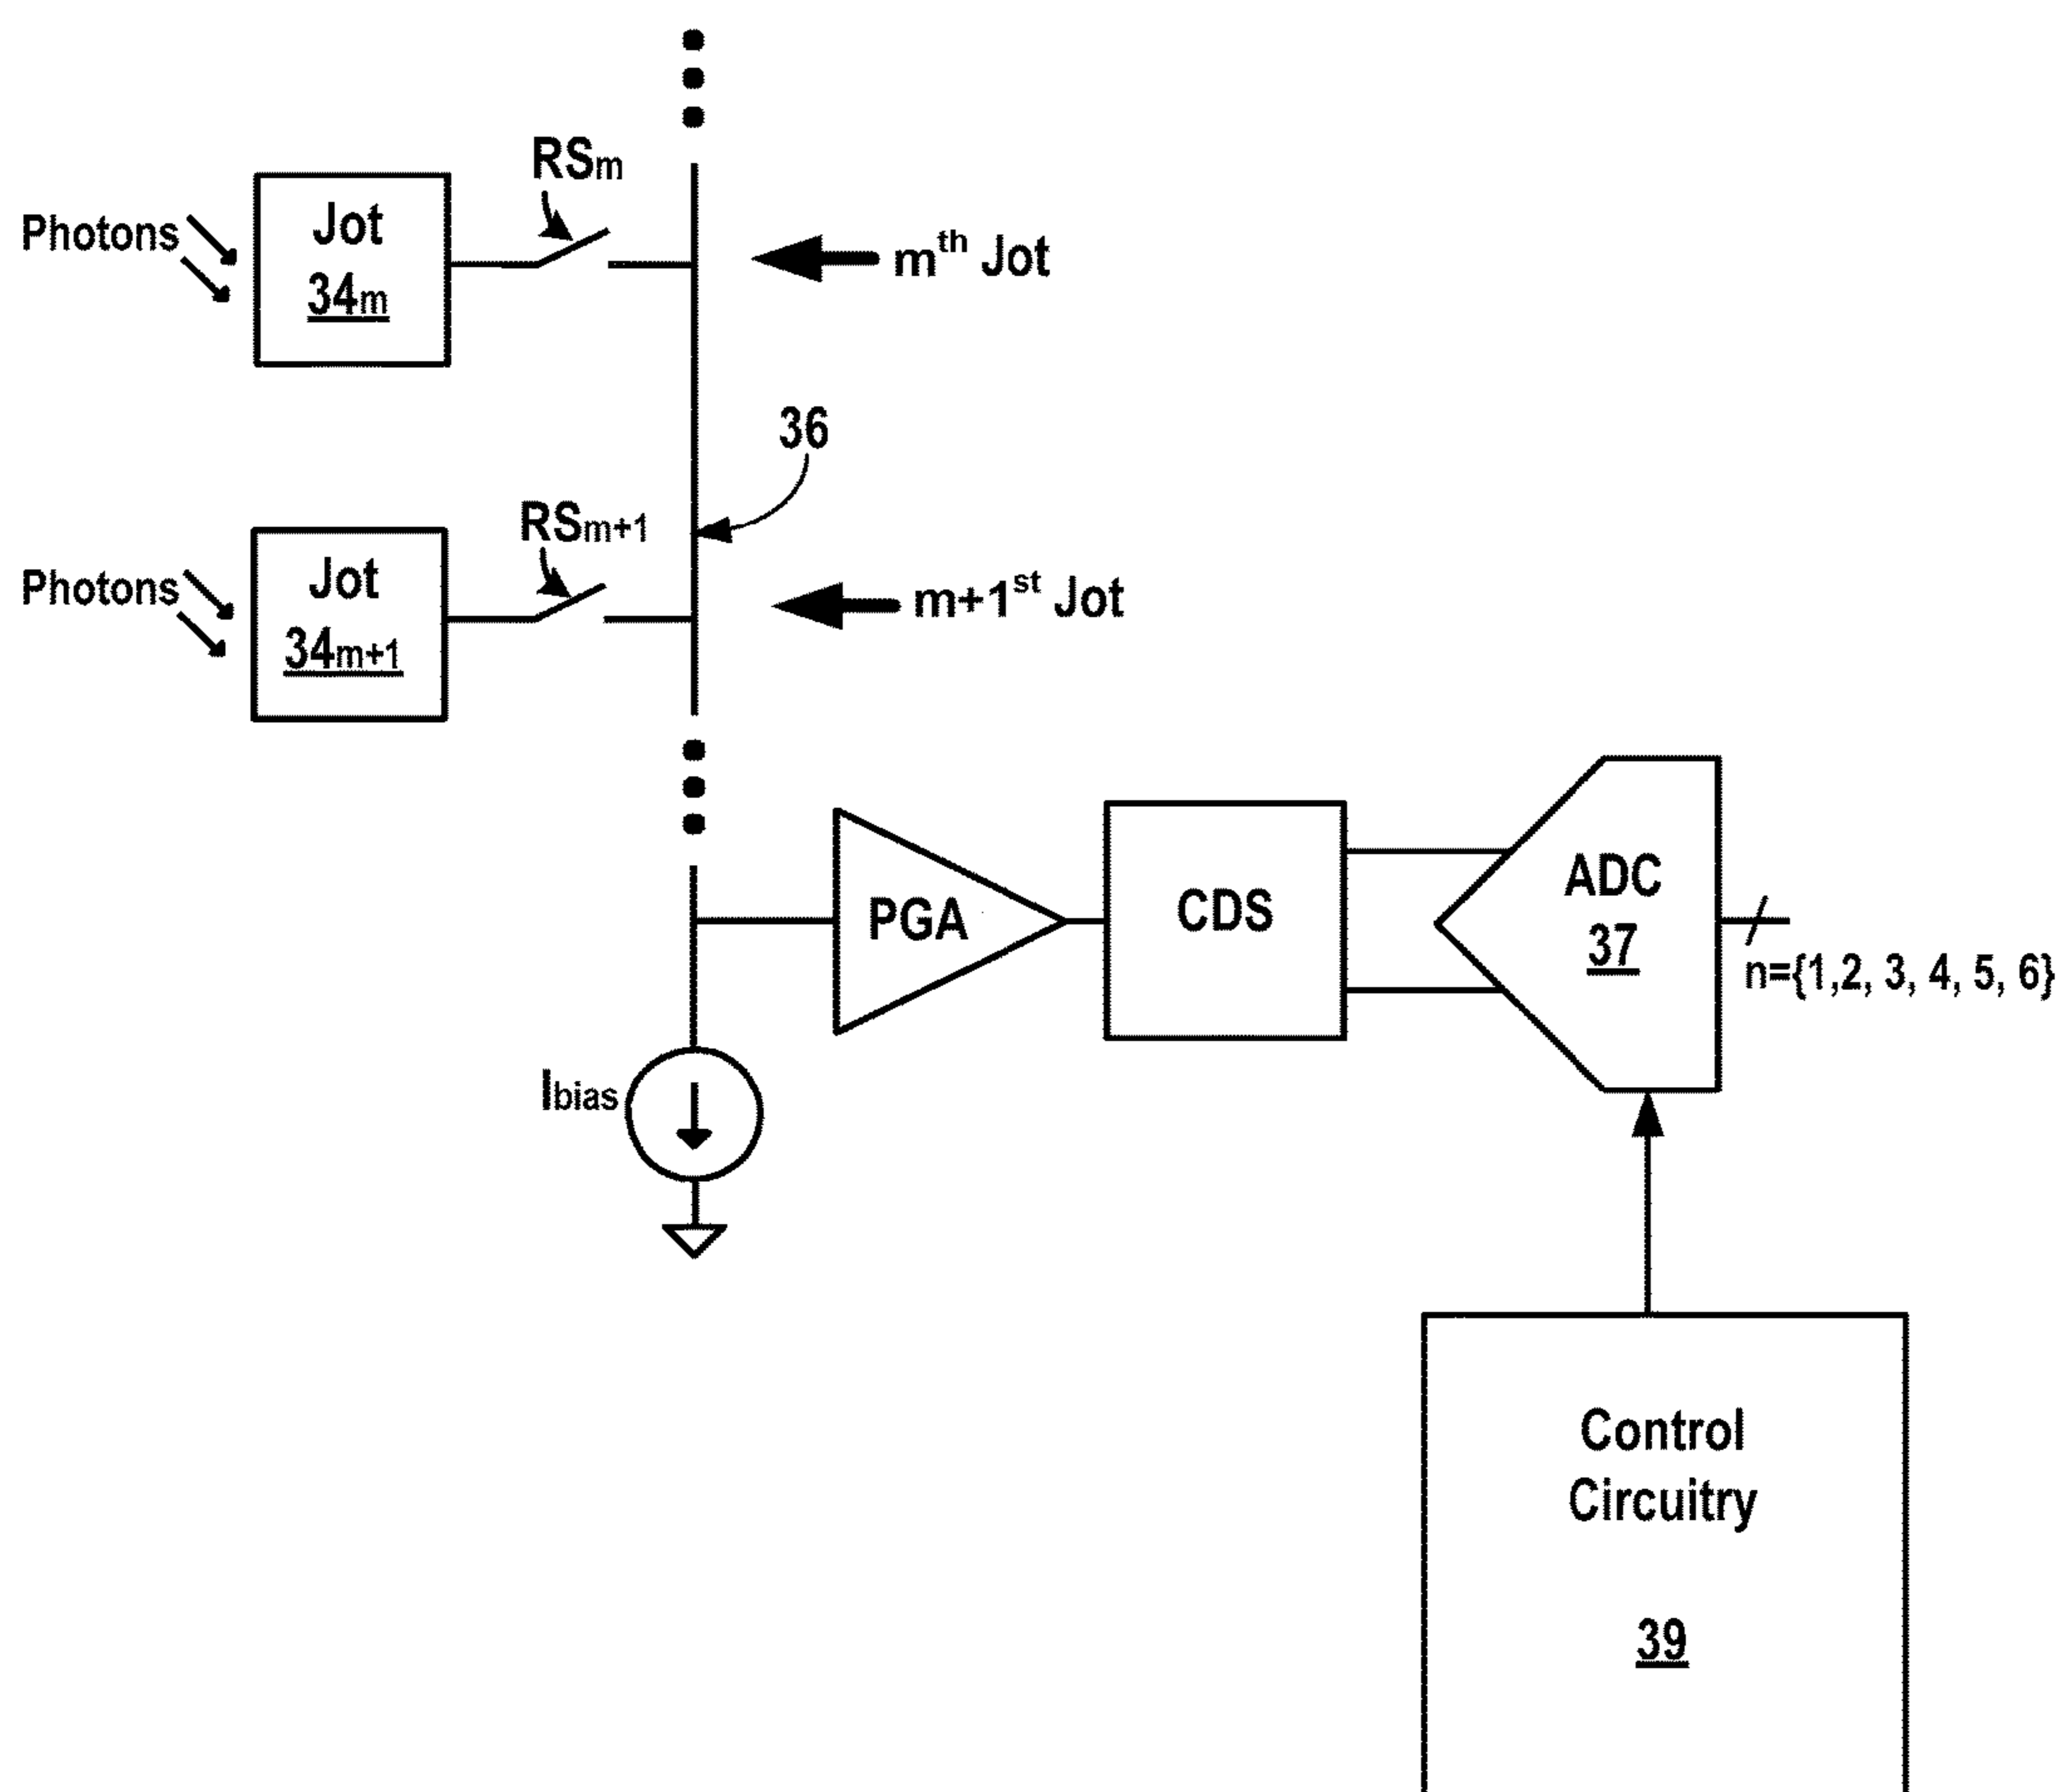 RSm
Photons
Jot
34m
mth Jot
36
RSm+1
Photons
Jot
34m+1
m+1st Jot
PGA
CDS
ADC
37
n={1,2, 3, 4, 5, 6}
Ibias
Control
Circuitry
39